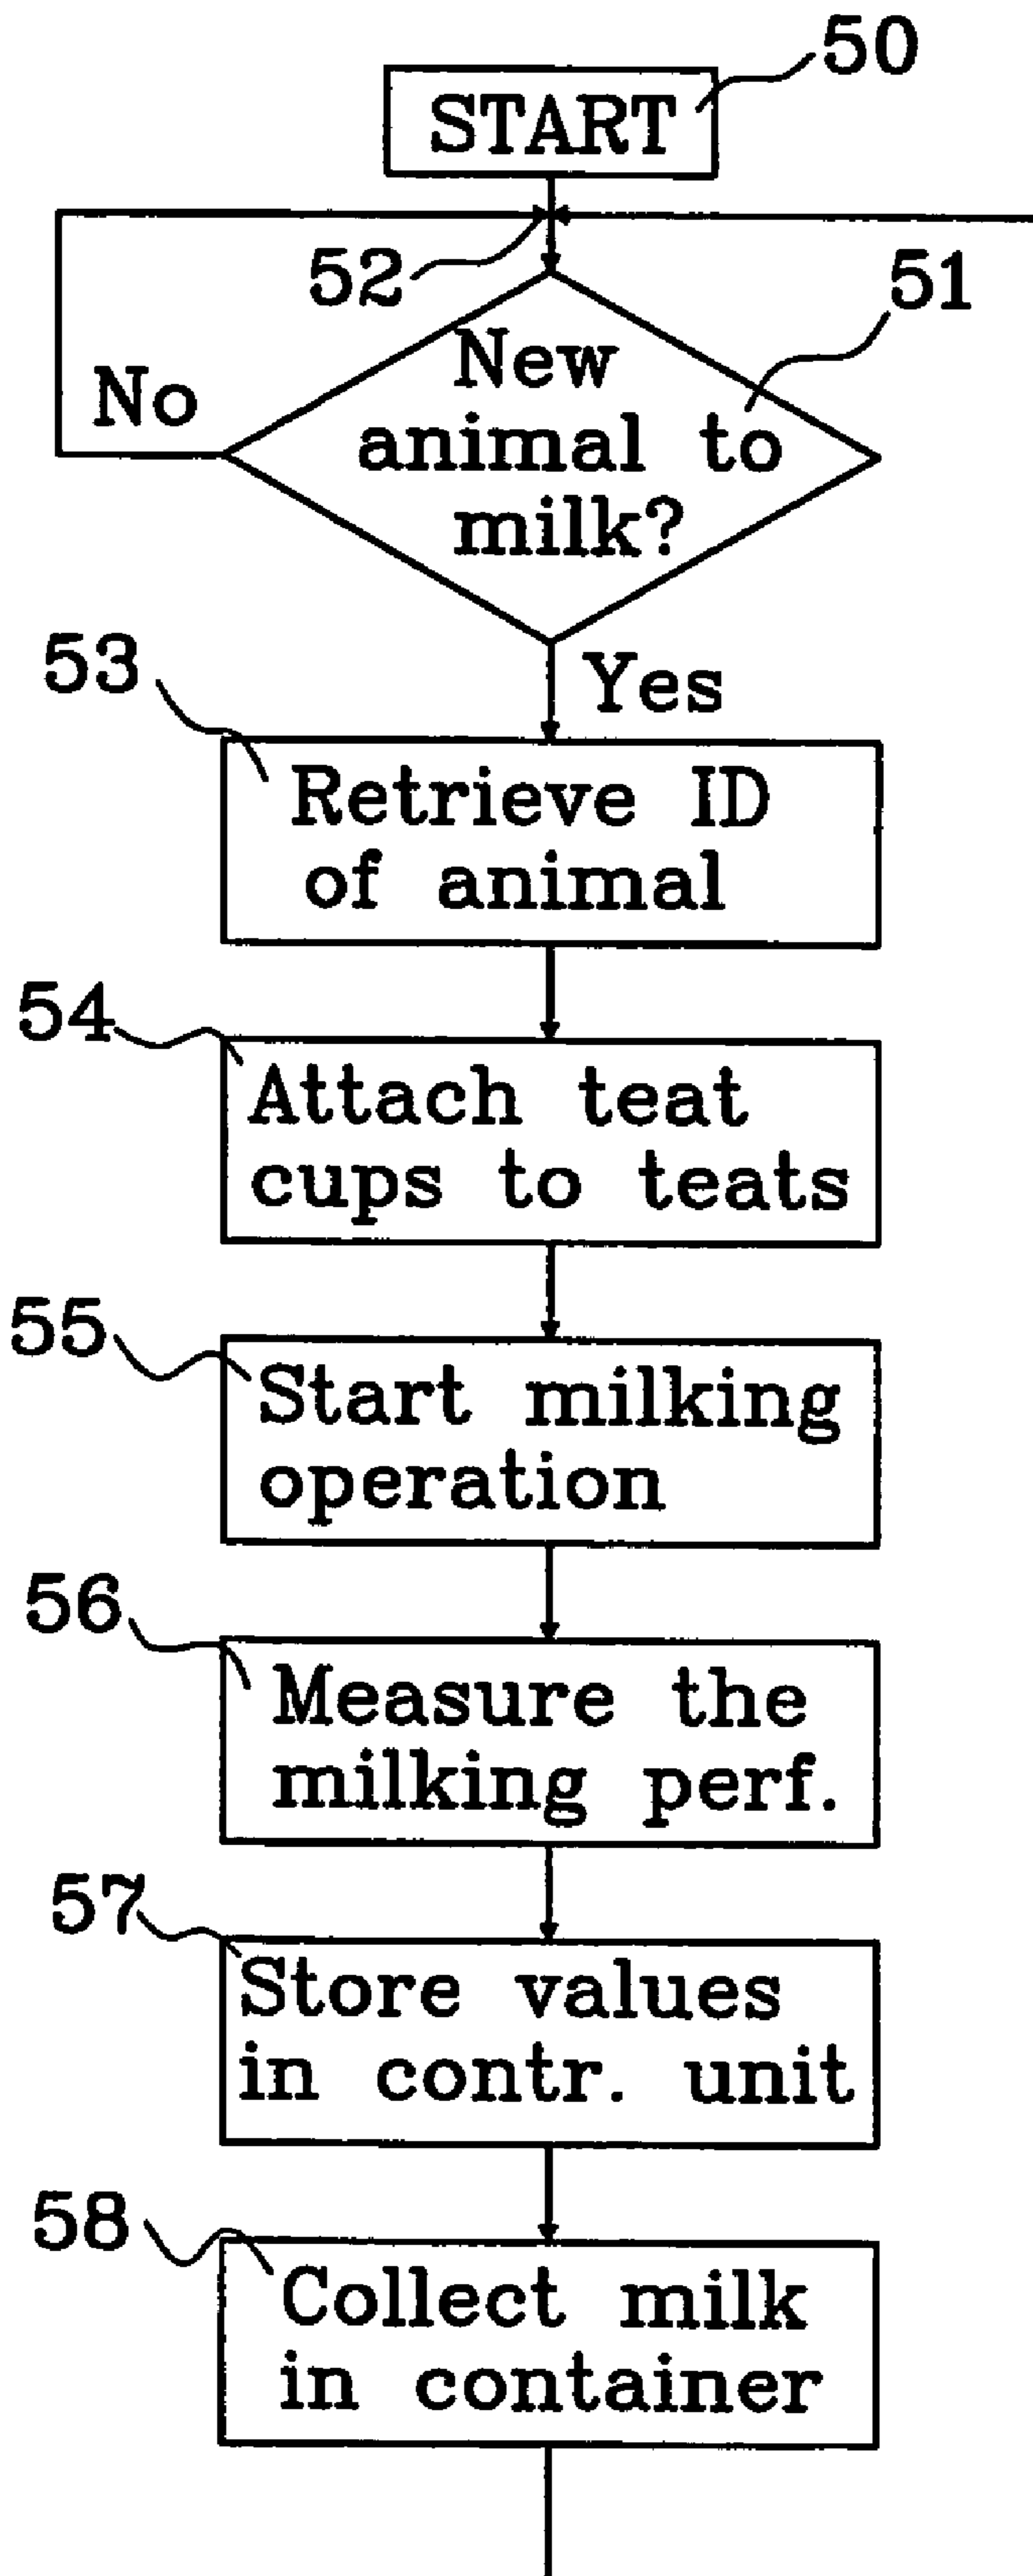 50
START
52
51
New
animal to
milk?
No
Yes
53
Retrieve ID
of animal
54
Attach teat
cups to teats
55
Start milking
operation
56
Measure the
milking perf.
57
Store values
in contr. unit
58
Collect milk
in container